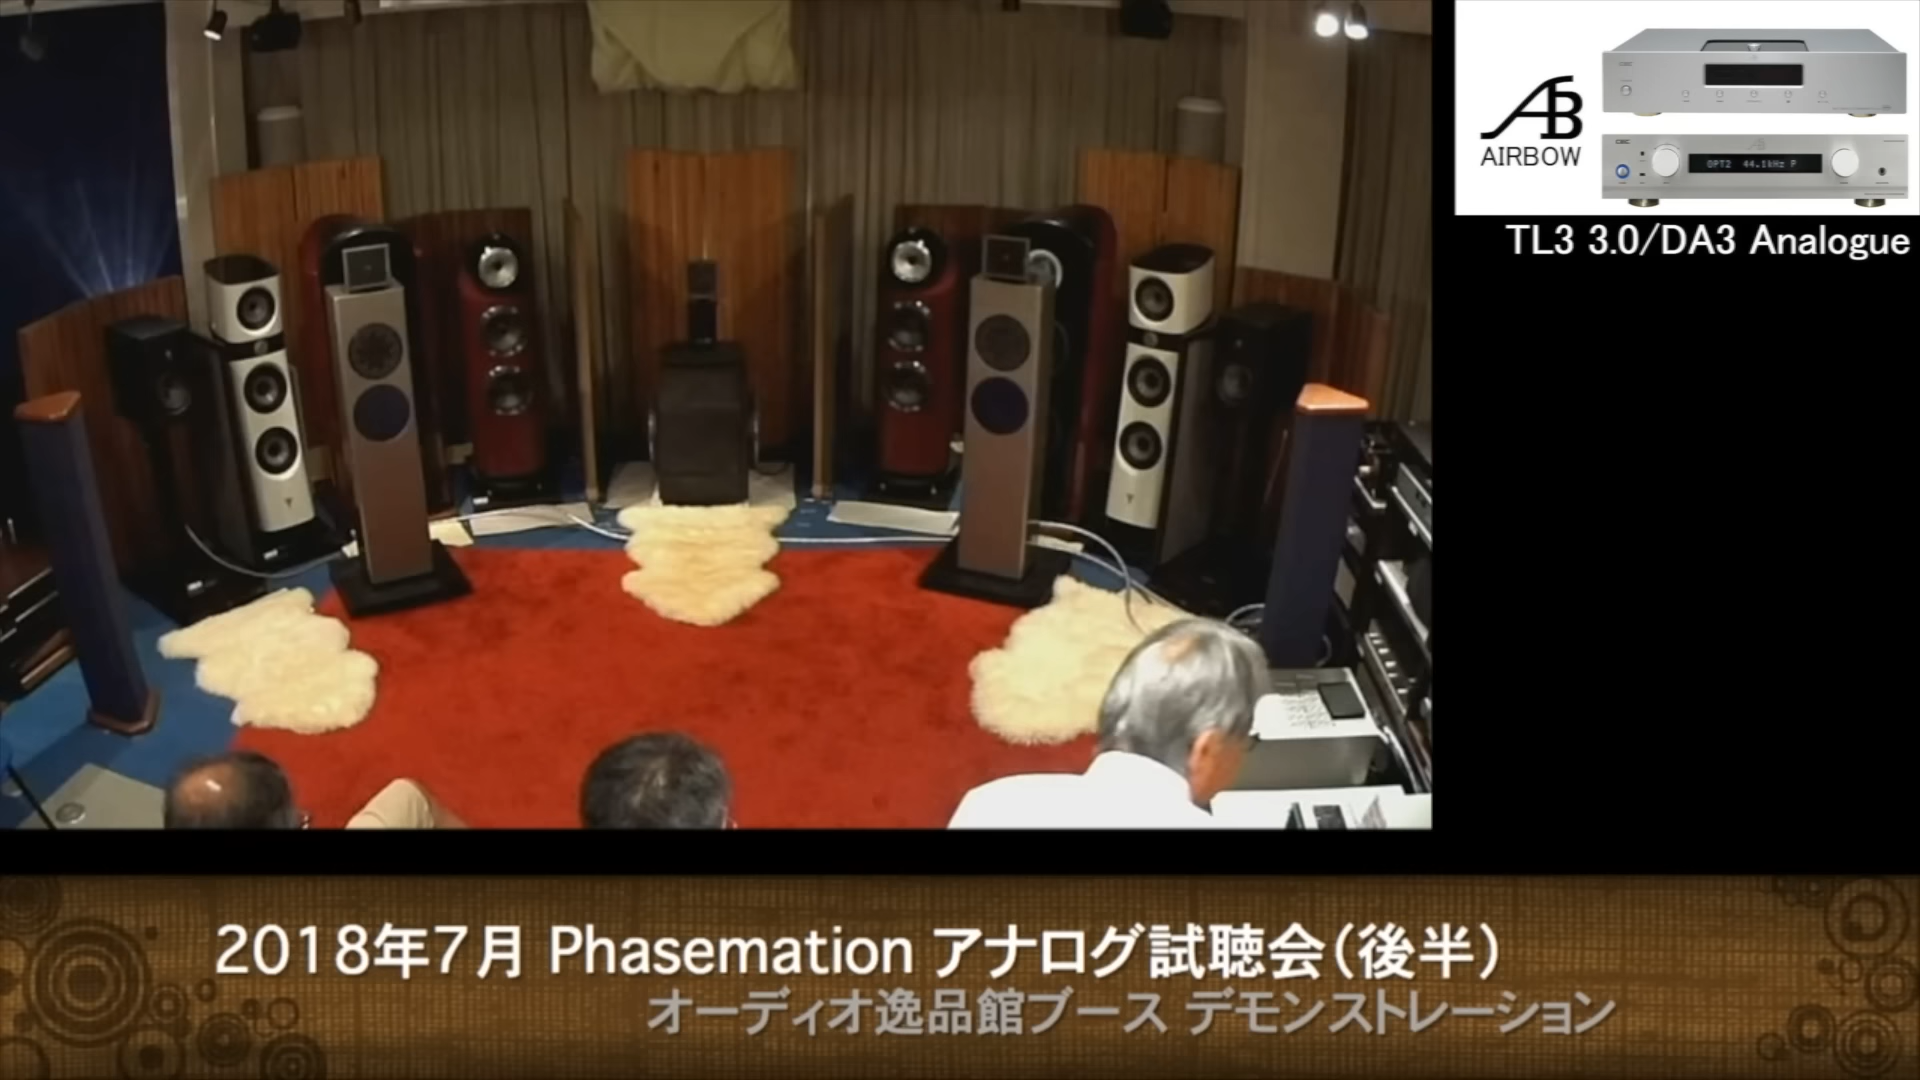 AIRBOW
CEC
CEC
OPT2 44.1kHz P
TL3 3.0/DA3 Analogue
2018年7月 Phasemation アナログ試聴会(後半)
オーディオ逸品館ブース デモンストレーション